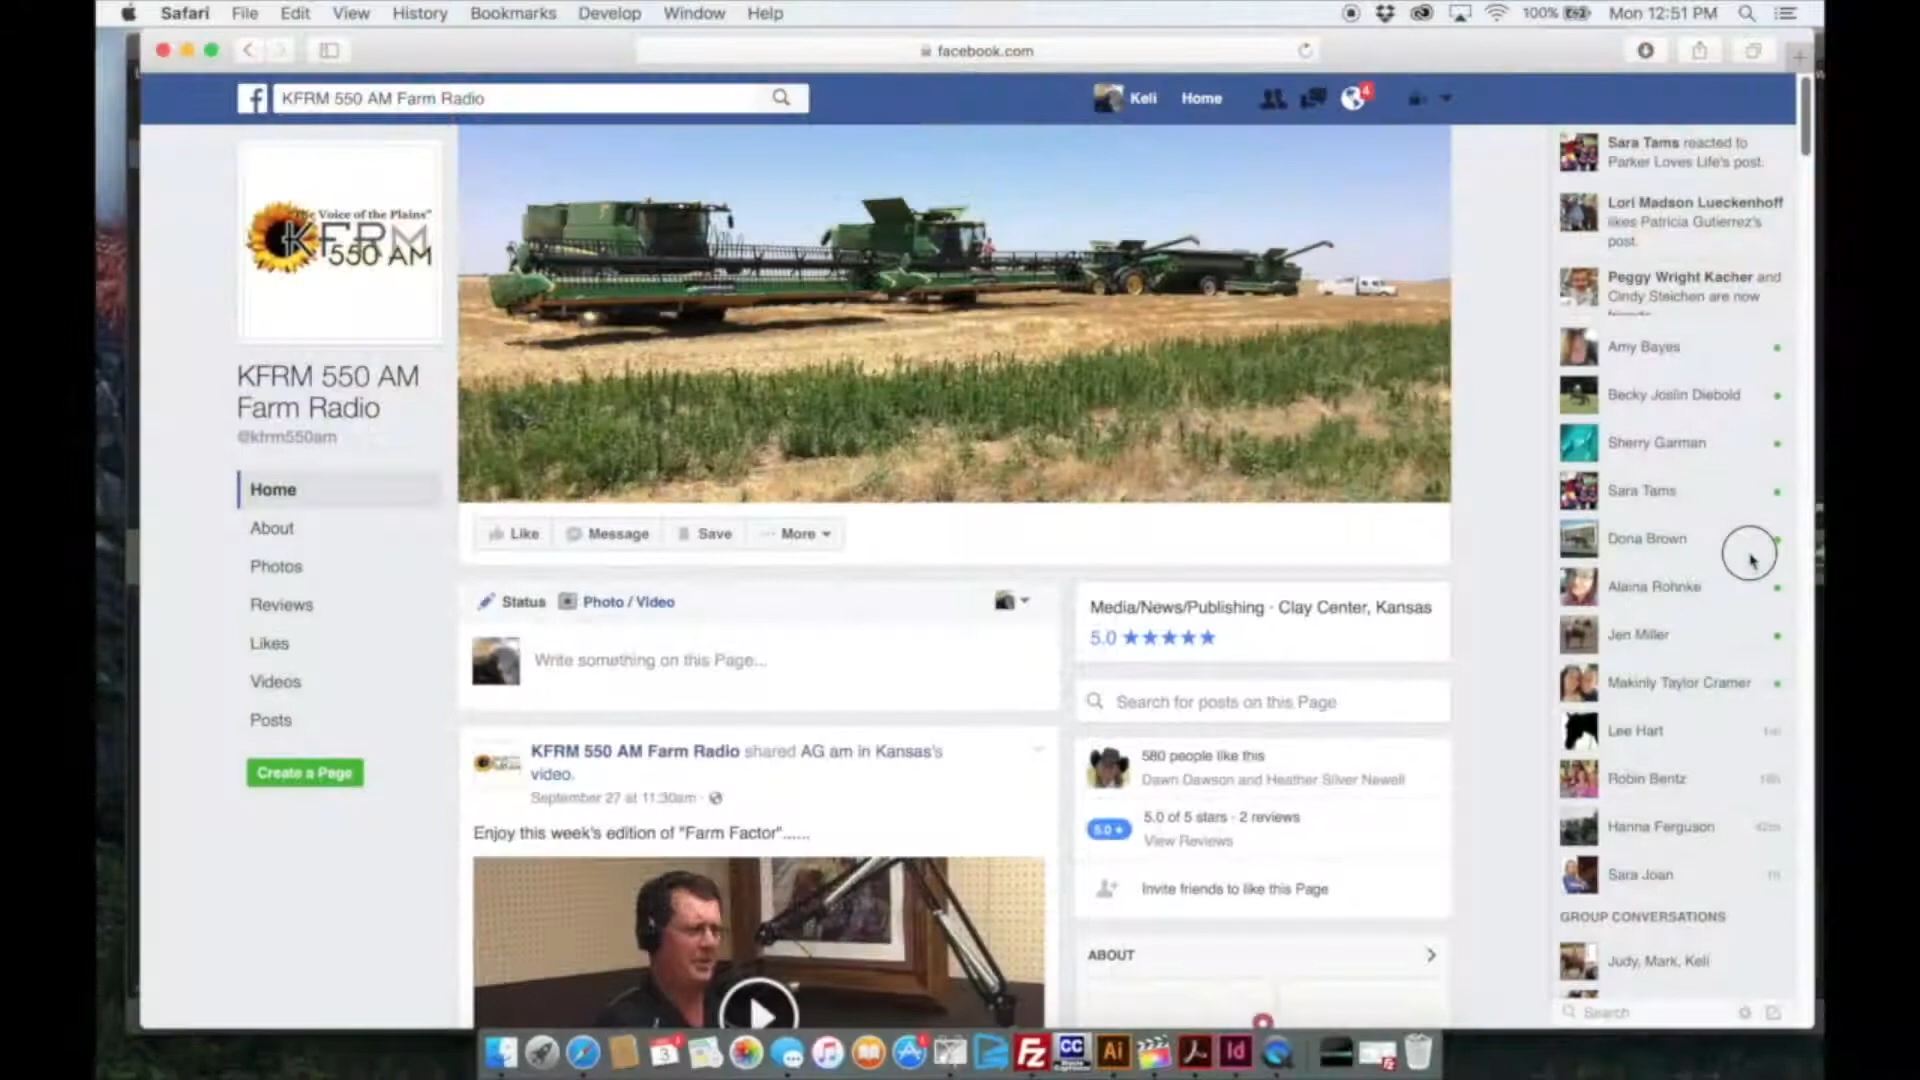 Safari File Edit View History Bookmarks Develop Window Help
100% Mon 12:51 PM
facebook.com
KFRM 550 AM Farm Radio
Keli Home 4
The Voice of the Plains"
KFRM
550 AM
KFRM 550 AM
Farm Radio
@kfrm550am
Home
About
Photos
Reviews
Likes
Videos
Posts
Create a Page
Like Message Save More
Status Photo / Video
Write something on this Page...
KFRM 550 AM Farm Radio shared AG am in Kansas's
video.
September 27 at 11:30am
Enjoy this week's edition of "Farm Factor"......
Media/News/Publishing · Clay Center, Kansas
5.0
Search for posts on this Page
580 people like this
Dawn Dawson and Heather Silver Newell
5.0
5.0 of 5 stars · 2 reviews
View Reviews
Invite friends to like this Page
ABOUT
Sara Tams reacted to
Parker Loves Life's post.
Lori Madson Lueckenhoff
likes Patricia Gutierrez's
post.
Peggy Wright Kacher and
Cindy Steichen are now
friends.
Amy Bayes
Becky Joslin Diebold
Sherry Garman
Sara Tams
Dona Brown
Alaina Rohnke
Jen Miller
Makinly Taylor Cramer
Lee Hart
Robin Bentz
Hanna Ferguson
Sara Joan
GROUP CONVERSATIONS
Judy, Mark, Keli
Search
3 Fz CC Ai Id